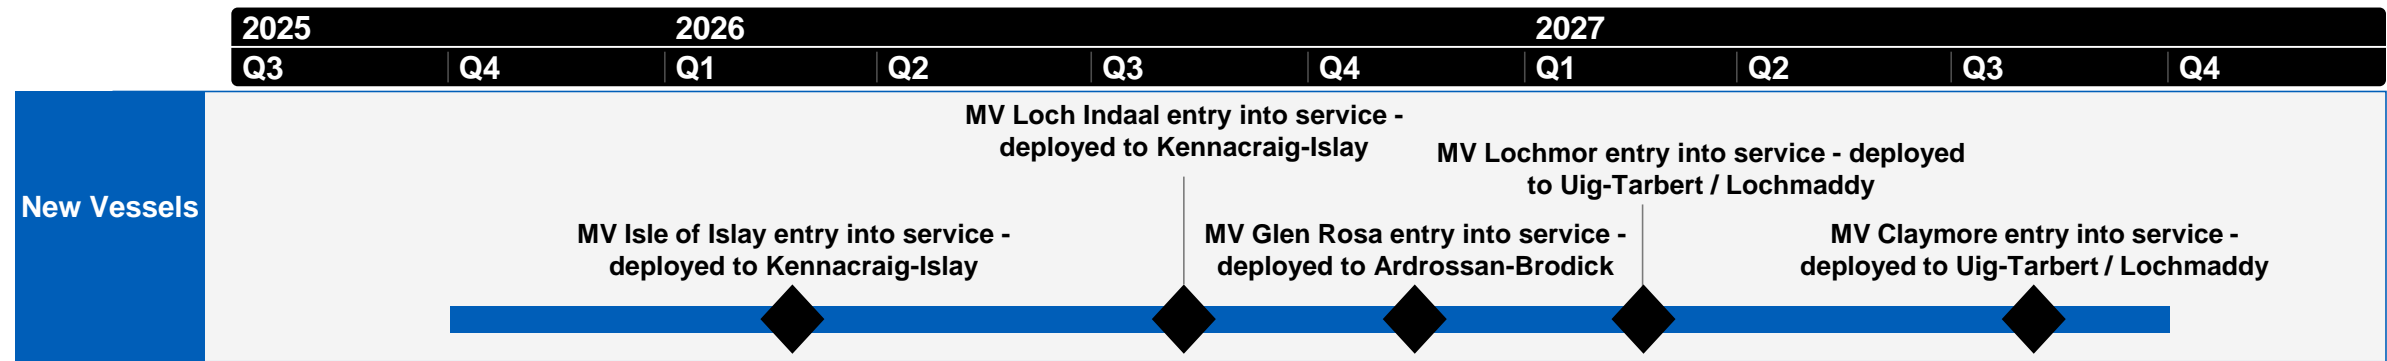 2025 2026 2027
Q3 Q4 Q1 Q2 Q3 Q4 Q1 Q2 Q3 Q4
New Vessels
MV Isle of Islay entry into service -
deployed to Kennacraig-Islay
MV Loch Indaal entry into service -
deployed to Kennacraig-Islay
MV Glen Rosa entry into service -
deployed to Ardrossan-Brodick
MV Lochmor entry into service - deployed
to Uig-Tarbert / Lochmaddy
MV Claymore entry into service -
deployed to Uig-Tarbert / Lochmaddy